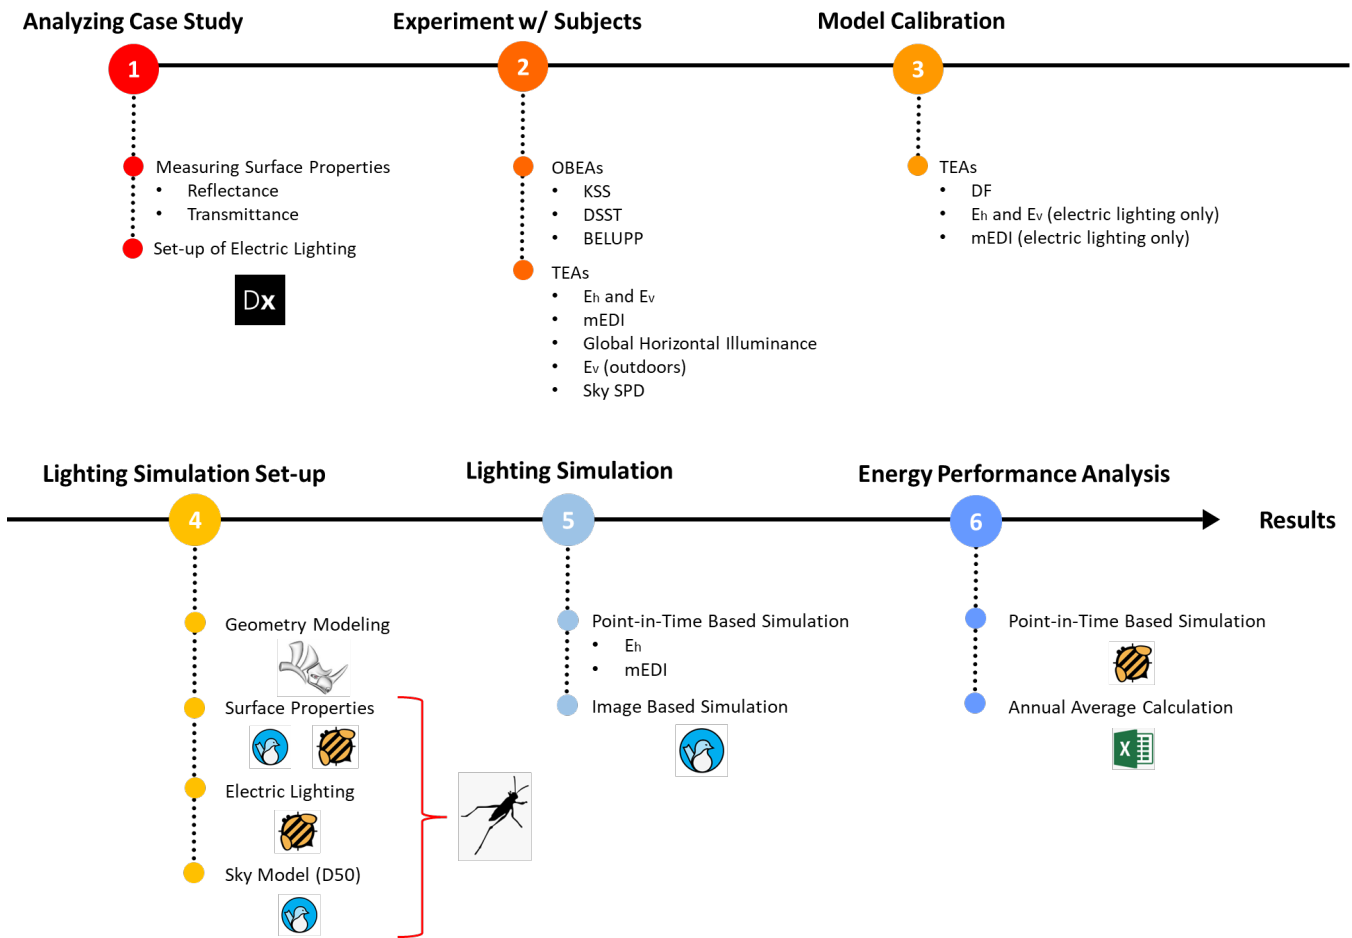 Analyzing Case Study
Experiment w/ Subjects
Model Calibration
1
2
3
Measuring Surface Properties
• Reflectance
• Transmittance
Set-up of Electric Lighting
Dx
OBEAs
• KSS
• DSST
• BELUPP
TEAs
• Eh and Ev
• mEDI
• Global Horizontal Illuminance
• Ev (outdoors)
• Sky SPD
TEAs
• DF
• Eh and Ev (electric lighting only)
• mEDI (electric lighting only)
Lighting Simulation Set-up
Lighting Simulation
Energy Performance Analysis
4
5
6
Results
Geometry Modeling
Surface Properties
Electric Lighting
Sky Model (D50)
Point-in-Time Based Simulation
• Eh
• mEDI
Image Based Simulation
Point-in-Time Based Simulation
Annual Average Calculation
X